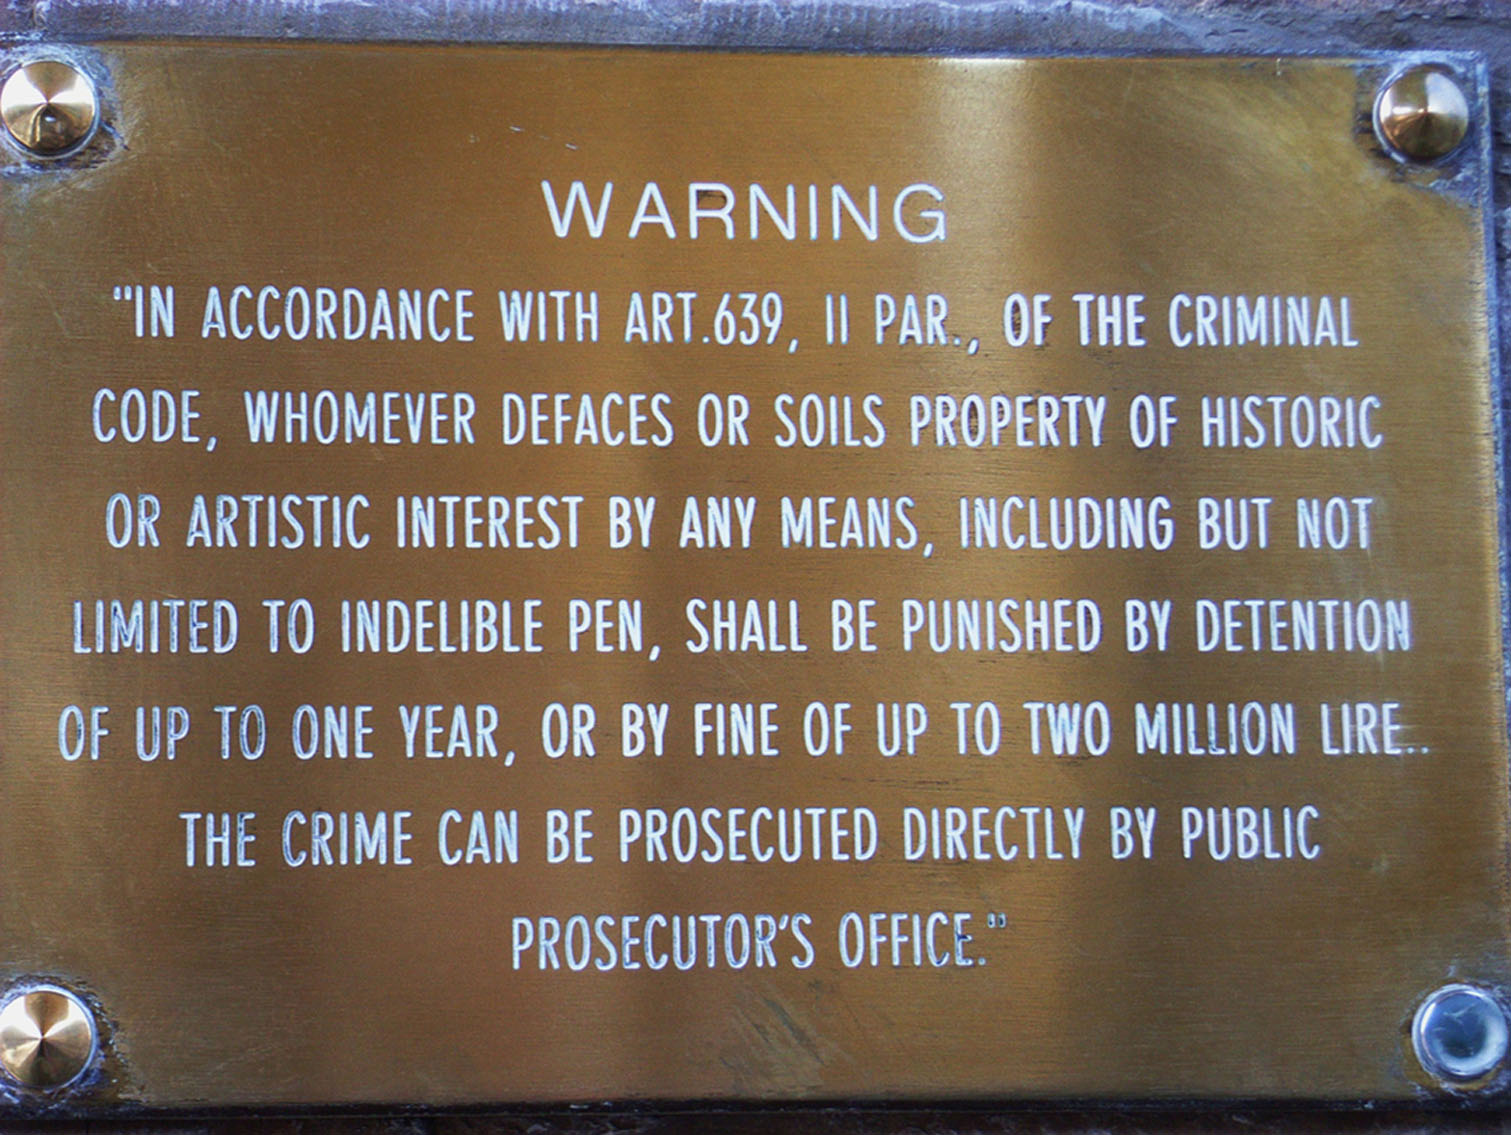 WARNING
"IN ACCORDANCE WITH ART.639, II PAR., OF THE CRIMINAL
CODE, WHOMEVER DEFACES OR SOILS PROPERTY OF HISTORIC
OR ARTISTIC INTEREST BY ANY MEANS, INCLUDING BUT NOT
LIMITED TO INDELIBLE PEN, SHALL BE PUNISHED BY DETENTION
OF UP TO ONE YEAR, OR BY FINE OF UP TO TWO MILLION LIRE..
THE CRIME CAN BE PROSECUTED DIRECTLY BY PUBLIC
PROSECUTOR'S OFFICE."